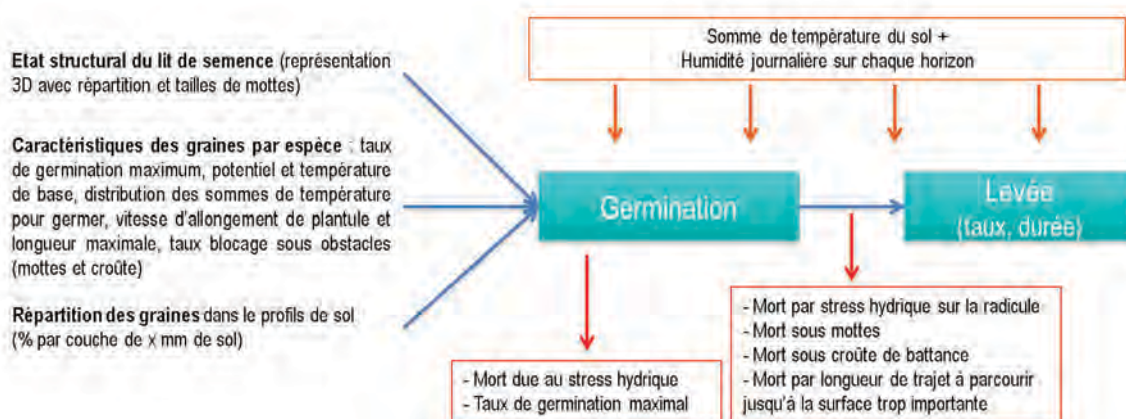 Etat structural du lit de semence (représentation
3D avec répartition et tailles de mottes)
Caractéristiques des graines par espèce : taux
de germination maximum, potentiel et température
de base, distribution des sommes de température
pour germer, vitesse d'allongement de plantule et
longueur maximale, taux blocage sous obstacles
(mottes et croûte)
Répartition des graines dans le profils de sol
(% par couche de x mm de sol)
Somme de température du sol +
Humidité journalière sur chaque horizon
Germination
Levée
(taux, durée)
- Mort due au stress hydrique
- Taux de germination maximal
- Mort par stress hydrique sur la radicule
- Mort sous mottes
- Mort sous croûte de battance
- Mort par longueur de trajet à parcourir
jusqu'à la surface trop importante